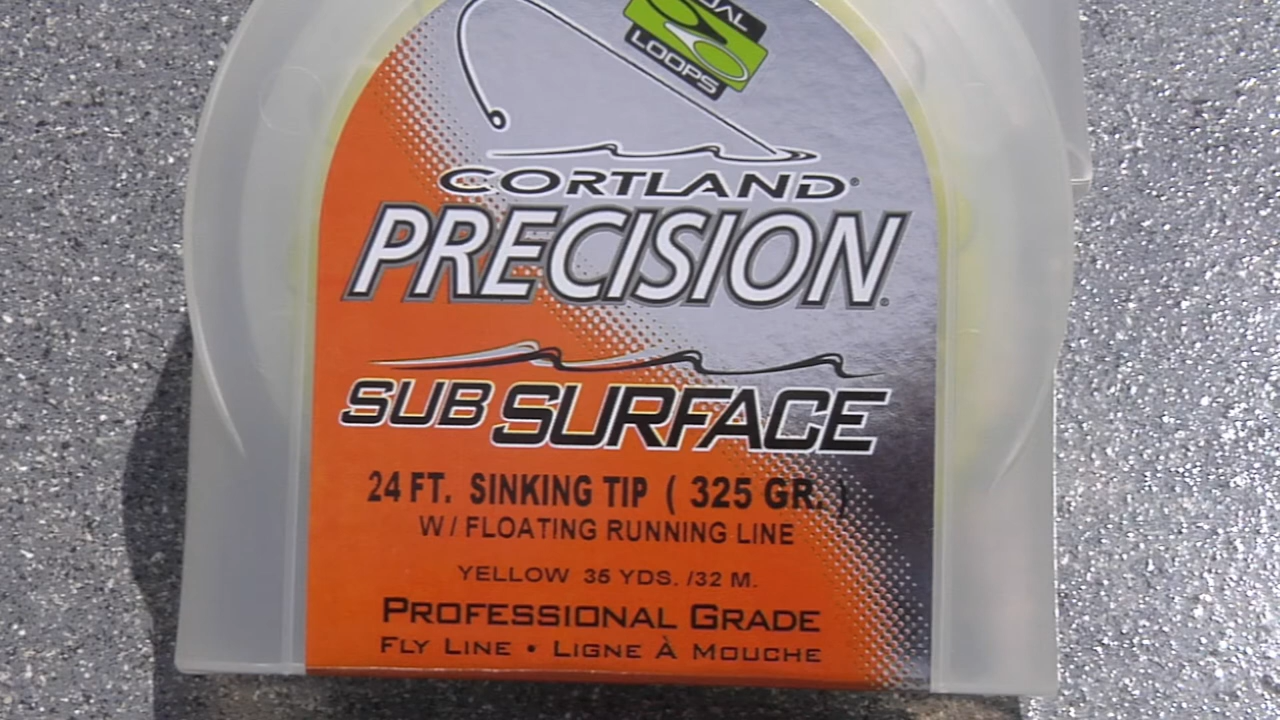 LOOPS
CORTLAND®
PRECISION®
SUB SURFACE
24 FT. SINKING TIP ( 325 GR. )
W/ FLOATING RUNNING LINE
YELLOW 35 YDS. /32 M.
PROFESSIONAL GRADE
FLY LINE • LIGNE À MOUCHE